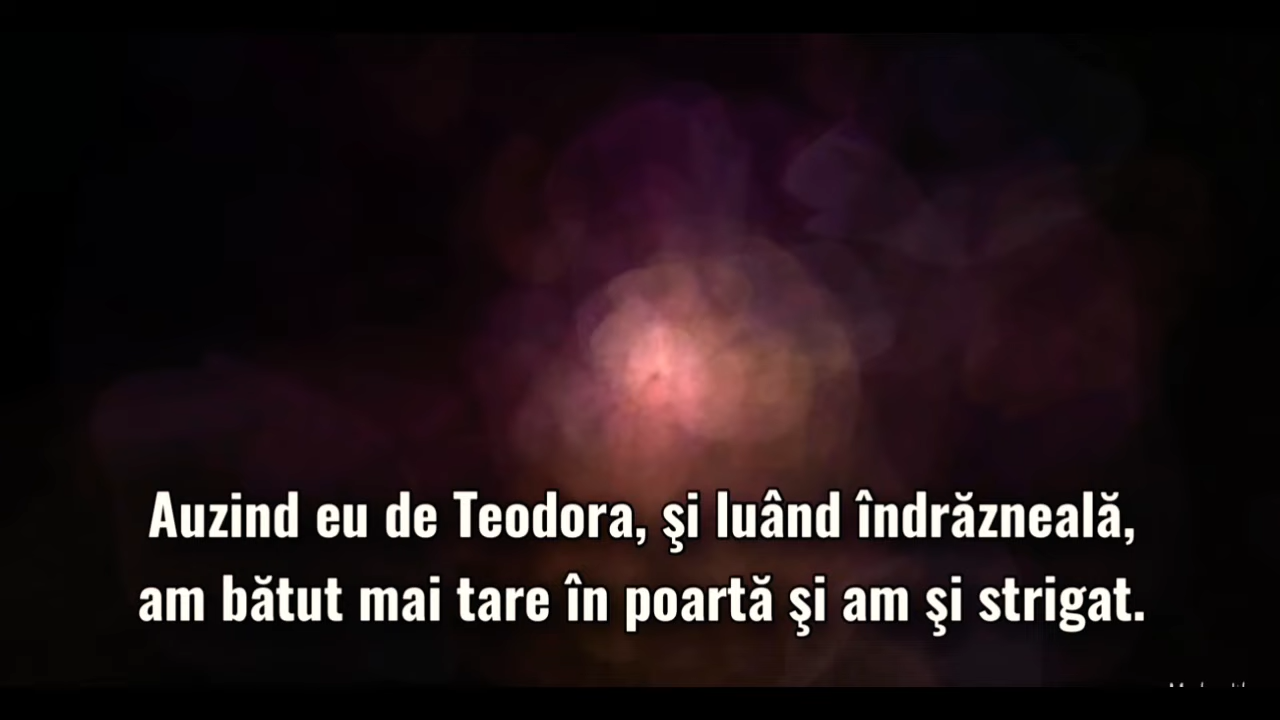 Auzind eu de Teodora, şi luând îndrăzneală,
am bătut mai tare în poartă şi am şi strigat.